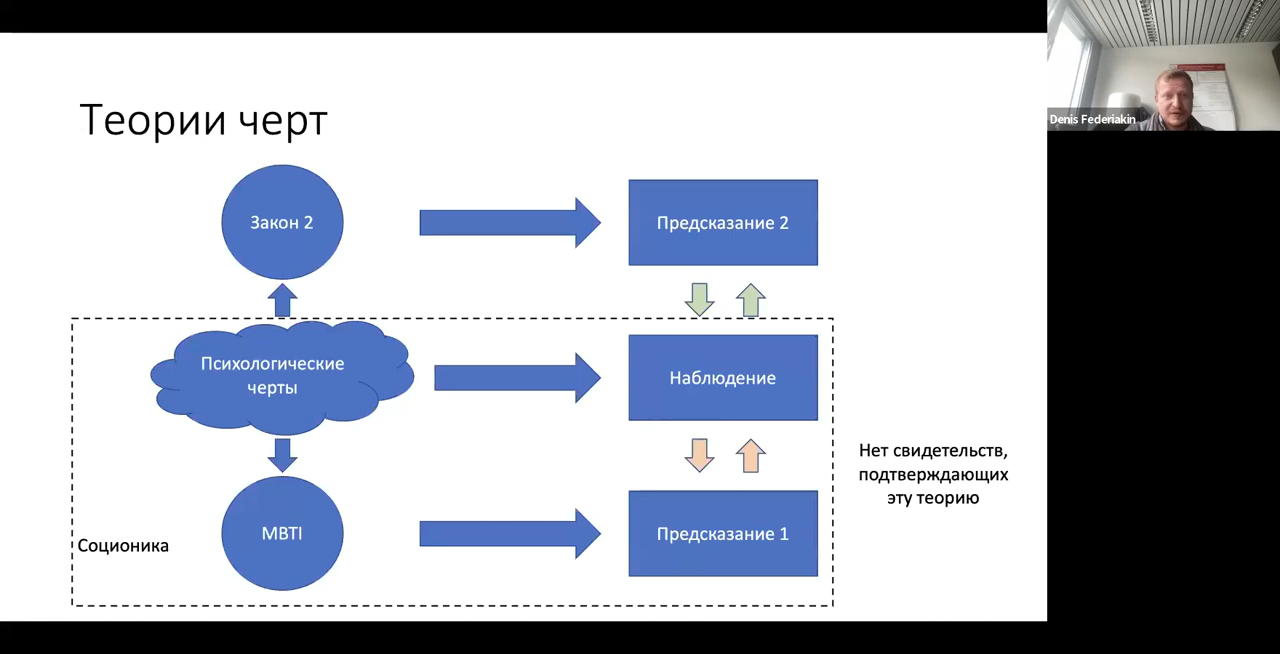 Теории черт
Denis Federiakin
Закон 2
Предсказание 2
Психологические
черты
Наблюдение
Нет свидетельств,
подтверждающих
эту теорию
MBTI
Предсказание 1
Соционика